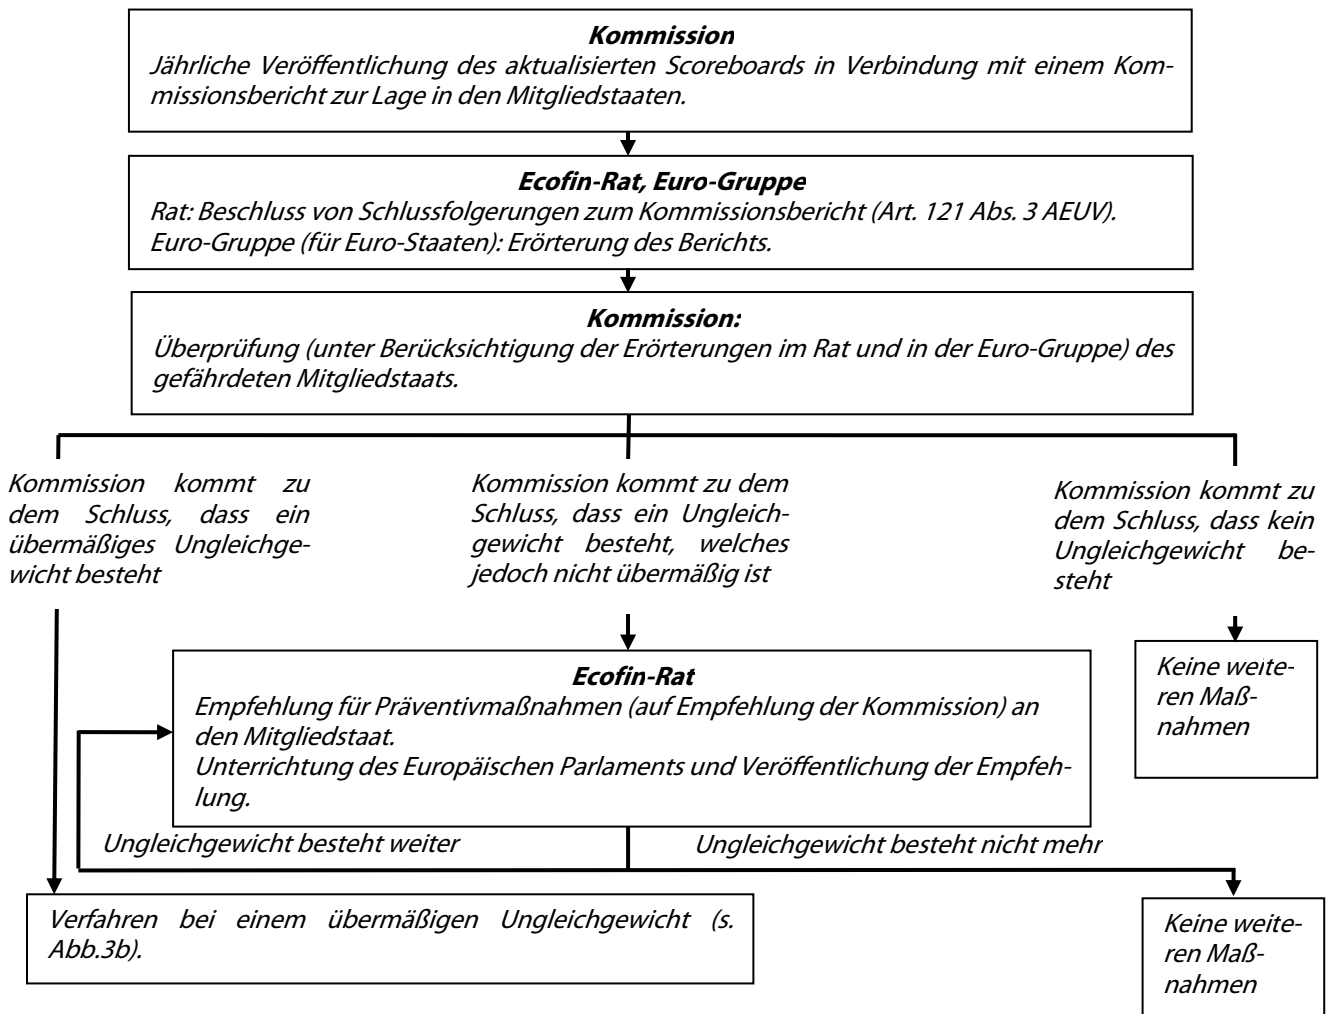 Kommission
Jährliche Veröffentlichung des aktualisierten Scoreboards in Verbindung mit einem Kom-
missionsbericht zur Lage in den Mitgliedstaaten.
Ecofin-Rat, Euro-Gruppe
Rat: Beschluss von Schlussfolgerungen zum Kommissionsbericht (Art. 121 Abs. 3 AEUV).
Euro-Gruppe (für Euro-Staaten): Erörterung des Berichts.
Kommission:
Überprüfung (unter Berücksichtigung der Erörterungen im Rat und in der Euro-Gruppe) des
gefährdeten Mitgliedstaats.
Kommission kommt zu
dem Schluss, dass ein
übermäßiges Ungleichge-
wicht besteht
Kommission kommt zu dem
Schluss, dass ein Ungleich-
gewicht besteht, welches
jedoch nicht übermäßig ist
Kommission kommt zu
dem Schluss, dass kein
Ungleichgewicht be-
steht
Ecofin-Rat
Empfehlung für Präventivmaßnahmen (auf Empfehlung der Kommission) an
den Mitgliedstaat.
Unterrichtung des Europäischen Parlaments und Veröffentlichung der Empfeh-
lung.
Keine weite-
ren Maß-
nahmen
Ungleichgewicht besteht weiter
Ungleichgewicht besteht nicht mehr
Verfahren bei einem übermäßigen Ungleichgewicht (s.
Abb.3b).
Keine weite-
ren Maß-
nahmen